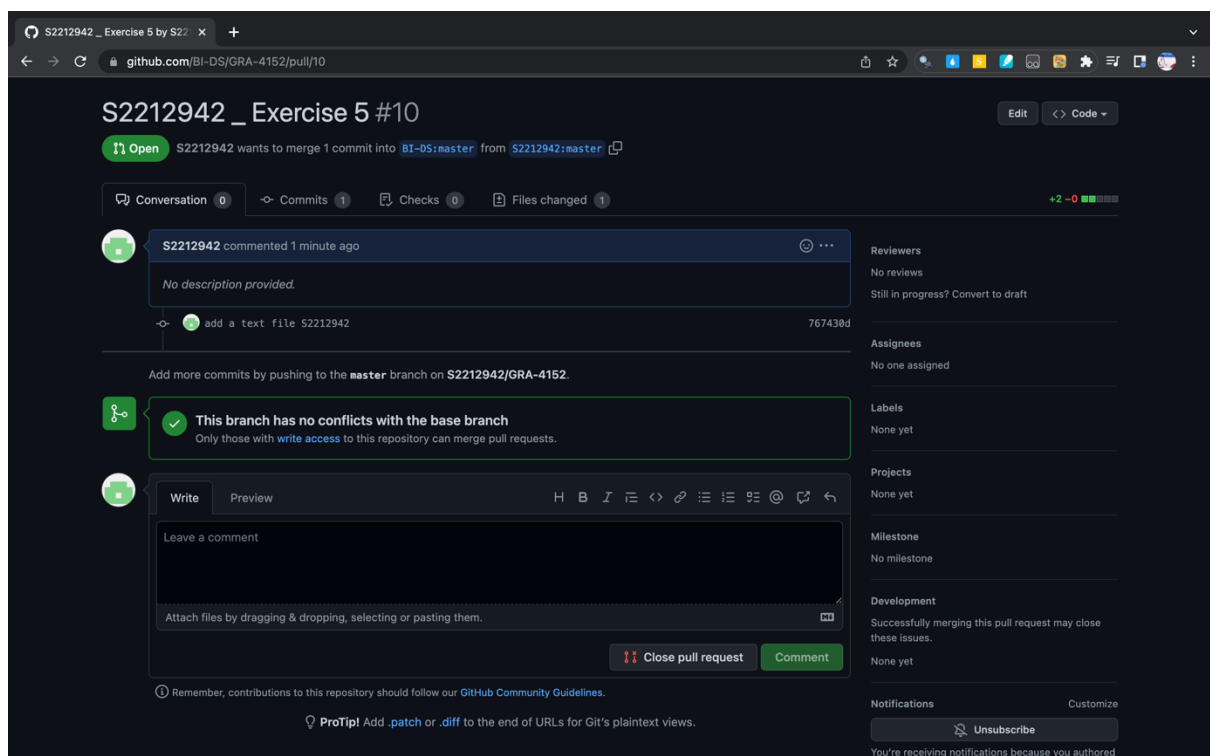 S2212942 _ Exercise 5 by S22
github.com/BI-DS/GRA-4152/pull/10
S2212942 _ Exercise 5 #10
Edit
<> Code
Open
S2212942 wants to merge 1 commit into BI-DS:master from S2212942:master
Conversation 0
Commits 1
Checks 0
Files changed 1
+2 −0
S2212942 commented 1 minute ago
No description provided.
add a text file S2212942
767430d
Add more commits by pushing to the master branch on S2212942/GRA-4152.
This branch has no conflicts with the base branch
Only those with write access to this repository can merge pull requests.
Write
Preview
H B I
Leave a comment
Attach files by dragging & dropping, selecting or pasting them.
Close pull request
Comment
Remember, contributions to this repository should follow our GitHub Community Guidelines.
ProTip! Add .patch or .diff to the end of URLs for Git's plaintext views.
Reviewers
No reviews
Still in progress? Convert to draft
Assignees
No one assigned
Labels
None yet
Projects
None yet
Milestone
No milestone
Development
Successfully merging this pull request may close
these issues.
None yet
Notifications
Customize
Unsubscribe
You're receiving notifications because you authored